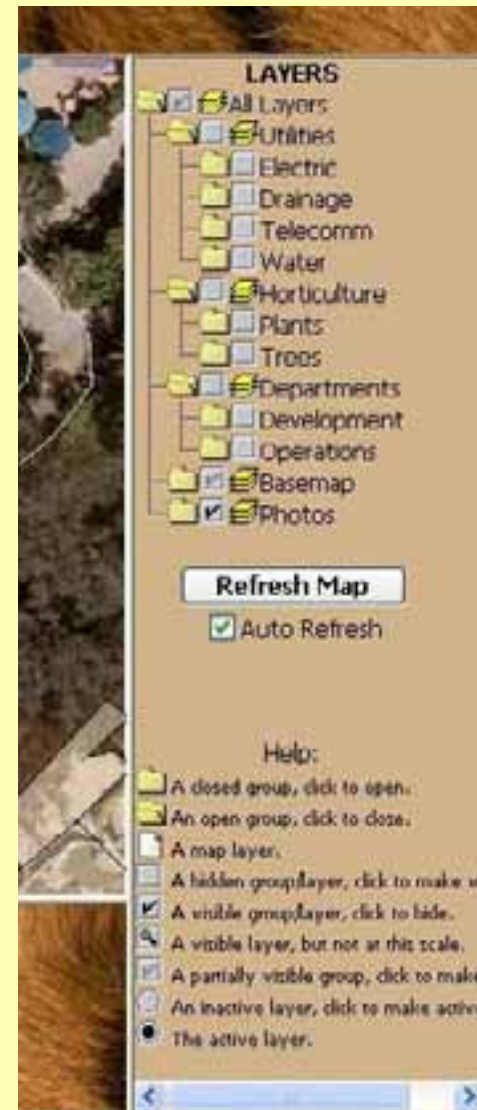 LAYERS
All Layers
Utilities
Electric
Drainage
Telecomm
Water
Horticulture
Plants
Trees
Departments
Development
Operations
Basemap
Photos
Refresh Map
Auto Refresh
Help:
A closed group, click to open.
An open group, click to close.
A map layer.
A hidden group/layer, click to make
A visible group/layer, click to hide.
A visible layer, but not at this scale.
A partially visible group, click to make
An inactive layer, click to make active
The active layer.